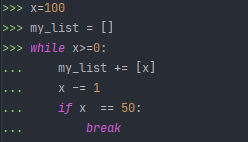 >>> x=100
>>> my_list = []
>>> while x>=0:
...     my_list += [x]
...     x -= 1
...     if x  == 50:
...         break